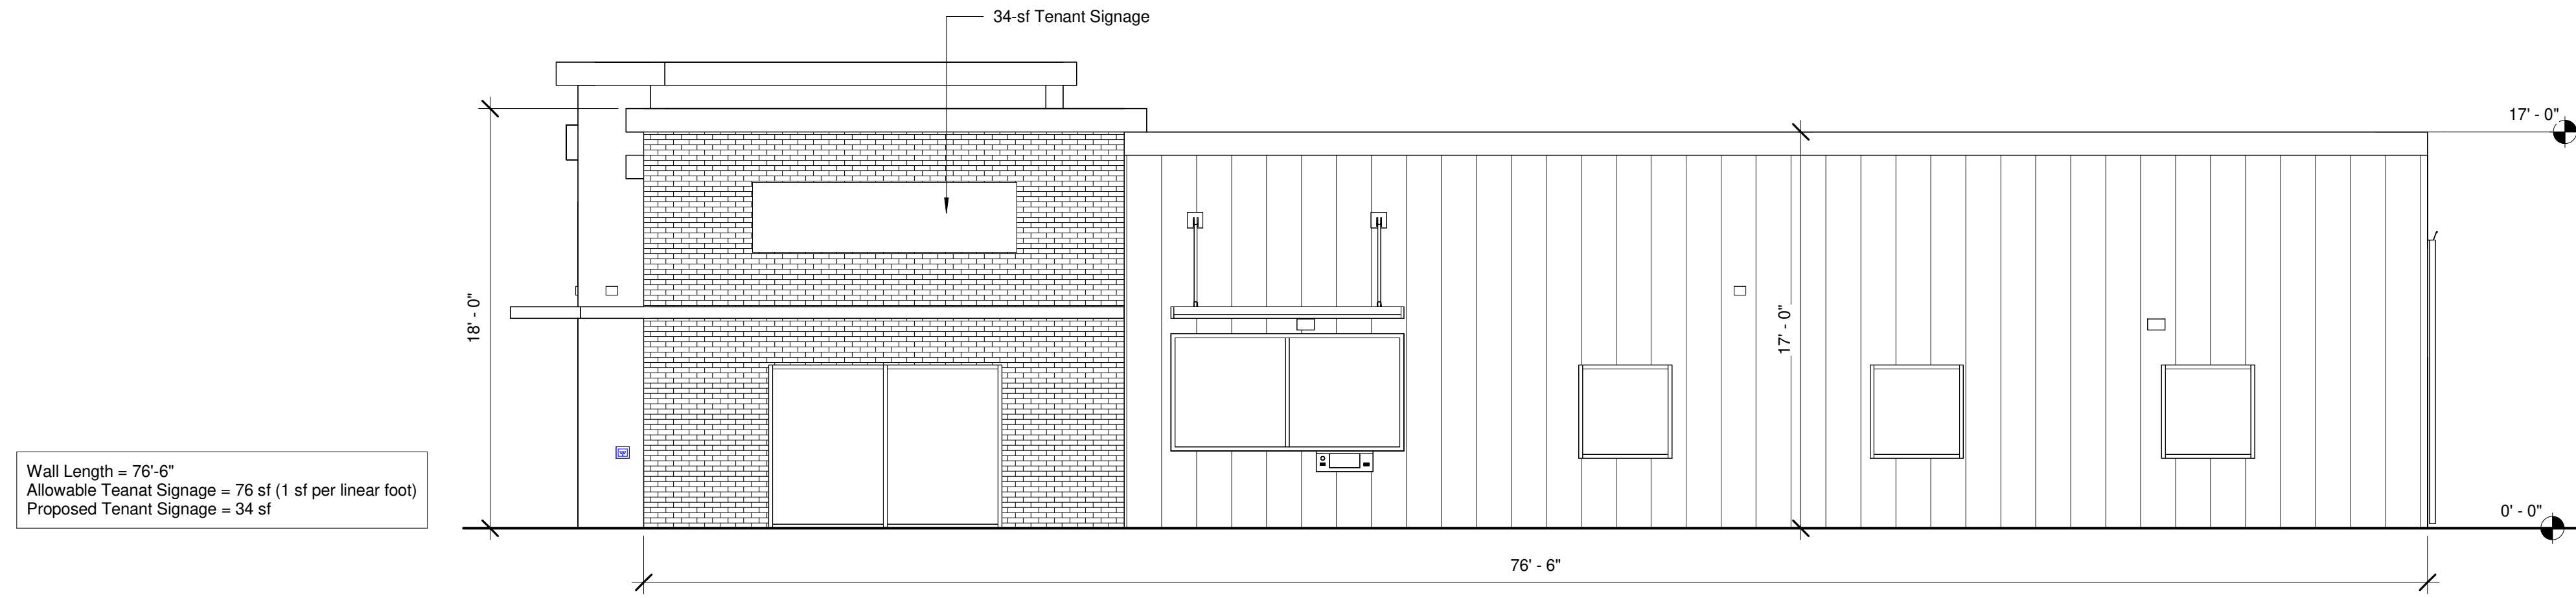 34-sf Tenant Signage
17' - 0"
18' - 0"
17' - 0"
Wall Length = 76'-6"
Allowable Teanat Signage = 76 sf (1 sf per linear foot)
Proposed Tenant Signage = 34 sf
0' - 0"
76' - 6"